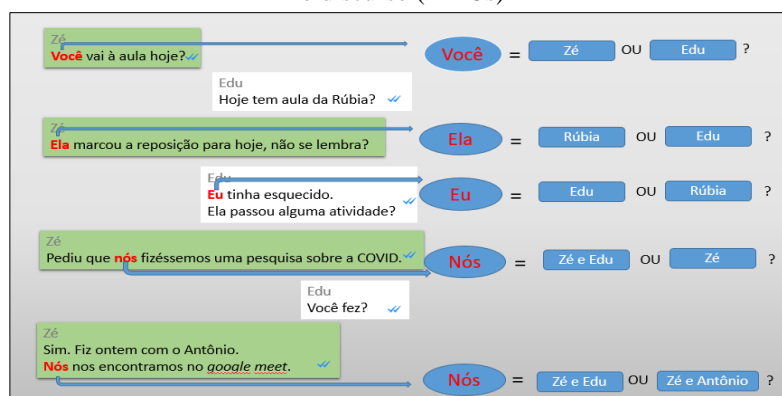 Zé
Você vai à aula hoje?
Você = Zé OU Edu ?
Edu
Hoje tem aula da Rúbia?
Zé
Ela marcou a reposição para hoje, não se lembra?
Ela = Rúbia OU Edu ?
Edu
Eu tinha esquecido.
Ela passou alguma atividade?
Eu = Edu OU Rúbia ?
Zé
Pediu que nós fizéssemos uma pesquisa sobre a COVID.
Nós = Zé e Edu OU Zé ?
Edu
Você fez?
Zé
Sim. Fiz ontem com o Antônio.
Nós nos encontramos no google meet.
Nós = Zé e Edu OU Zé e Antônio ?